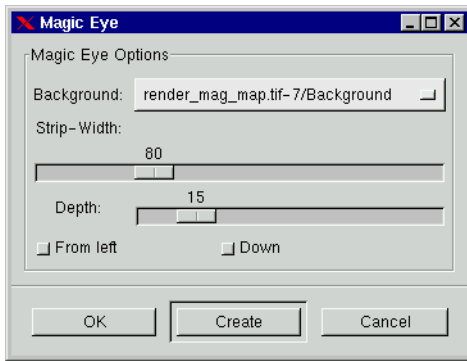 Magic Eye
Magic Eye Options
Background: render_mag_map.tif-7/Background
Strip-Width:
80
15
Depth:
From left Down
OK Create Cancel